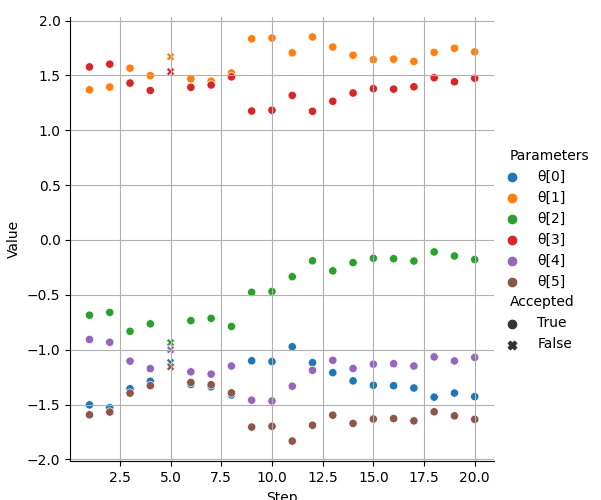 2.0
1.5
1.0
0.5
0.0
−0.5
−1.0
−1.5
−2.0
Value
2.5 5.0 7.5 10.0 12.5 15.0 17.5 20.0
Step
Parameters
θ[0]
θ[1]
θ[2]
θ[3]
θ[4]
θ[5]
Accepted
True
False